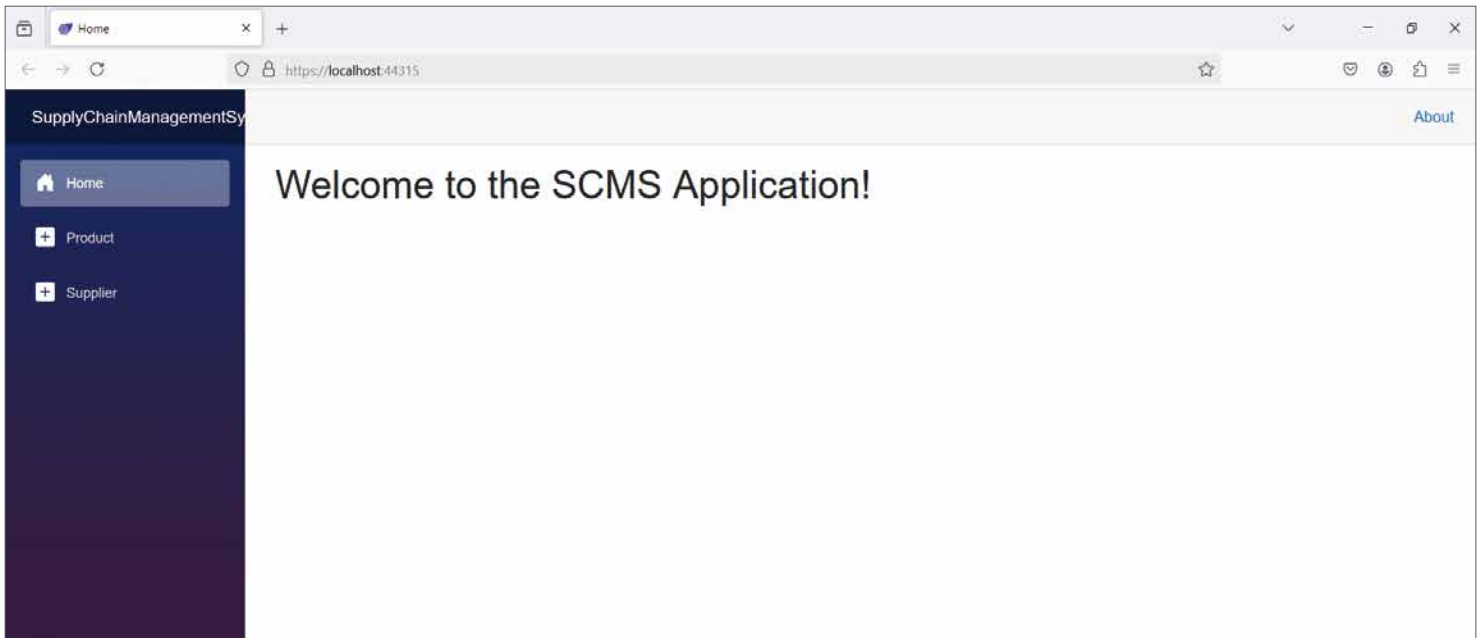 Home
https://localhost:44315
SupplyChainManagementSy
About
Home
Welcome to the SCMS Application!
Product
Supplier